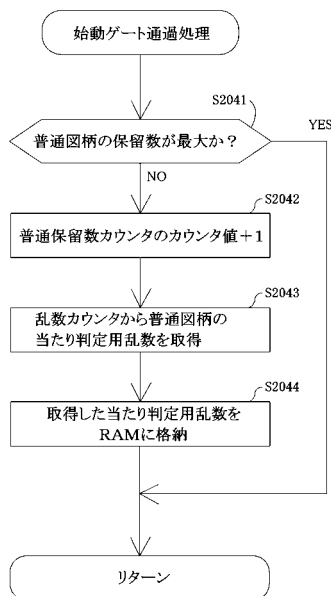 始動ゲート通過処理
S2041
YES
普通図柄の保留数が最大か？
NO
S2042
普通保留数カウンタのカウンタ値＋1
S2043
乱数カウンタから普通図柄の
当たり判定用乱数を取得
S2044
取得した当たり判定用乱数を
RAMに格納
リターン